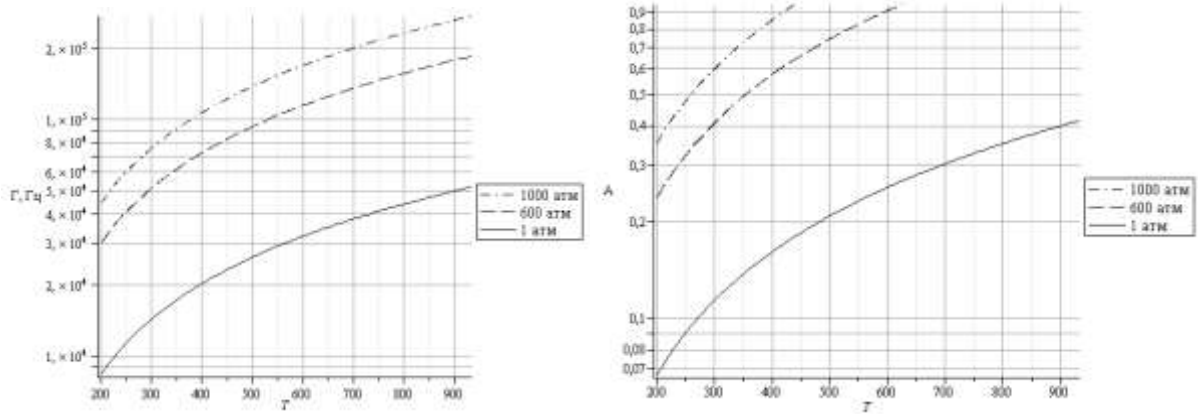 2, × 10⁵
1, × 10⁵
8, × 10⁴
6, × 10⁴
5, × 10⁴
4, × 10⁴
3, × 10⁴
2, × 10⁴
1, × 10⁴
Г, Гц
200 300 400 500 600 700 800 900
T
1000 атм
600 атм
1 атм
0,9
0,8
0,7
0,6
0,5
0,4
0,3
0,2
0,1
0,08
0,07
A
200 300 400 500 600 700 800 900
T
1000 атм
600 атм
1 атм